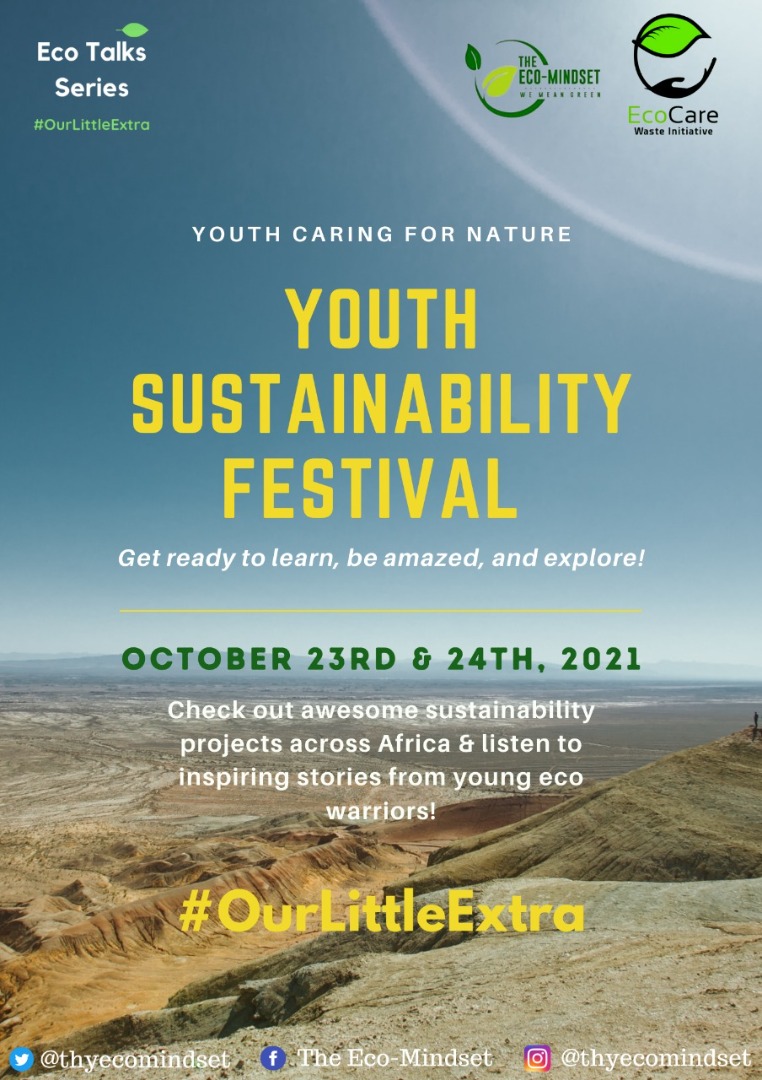 Eco Talks
Series
#OurLittleExtra
THE
ECO-MINDSET
WE MEAN GREEN
EcoCare
Waste Initiative
YOUTH CARING FOR NATURE
YOUTH
SUSTAINABILITY
FESTIVAL
Get ready to learn, be amazed, and explore!
OCTOBER 23RD & 24TH, 2021
Check out awesome sustainability
projects across Africa & listen to
inspiring stories from young eco
warriors!
#OurLittleExtra
@thyecomindset The Eco-Mindset @thyecomindset